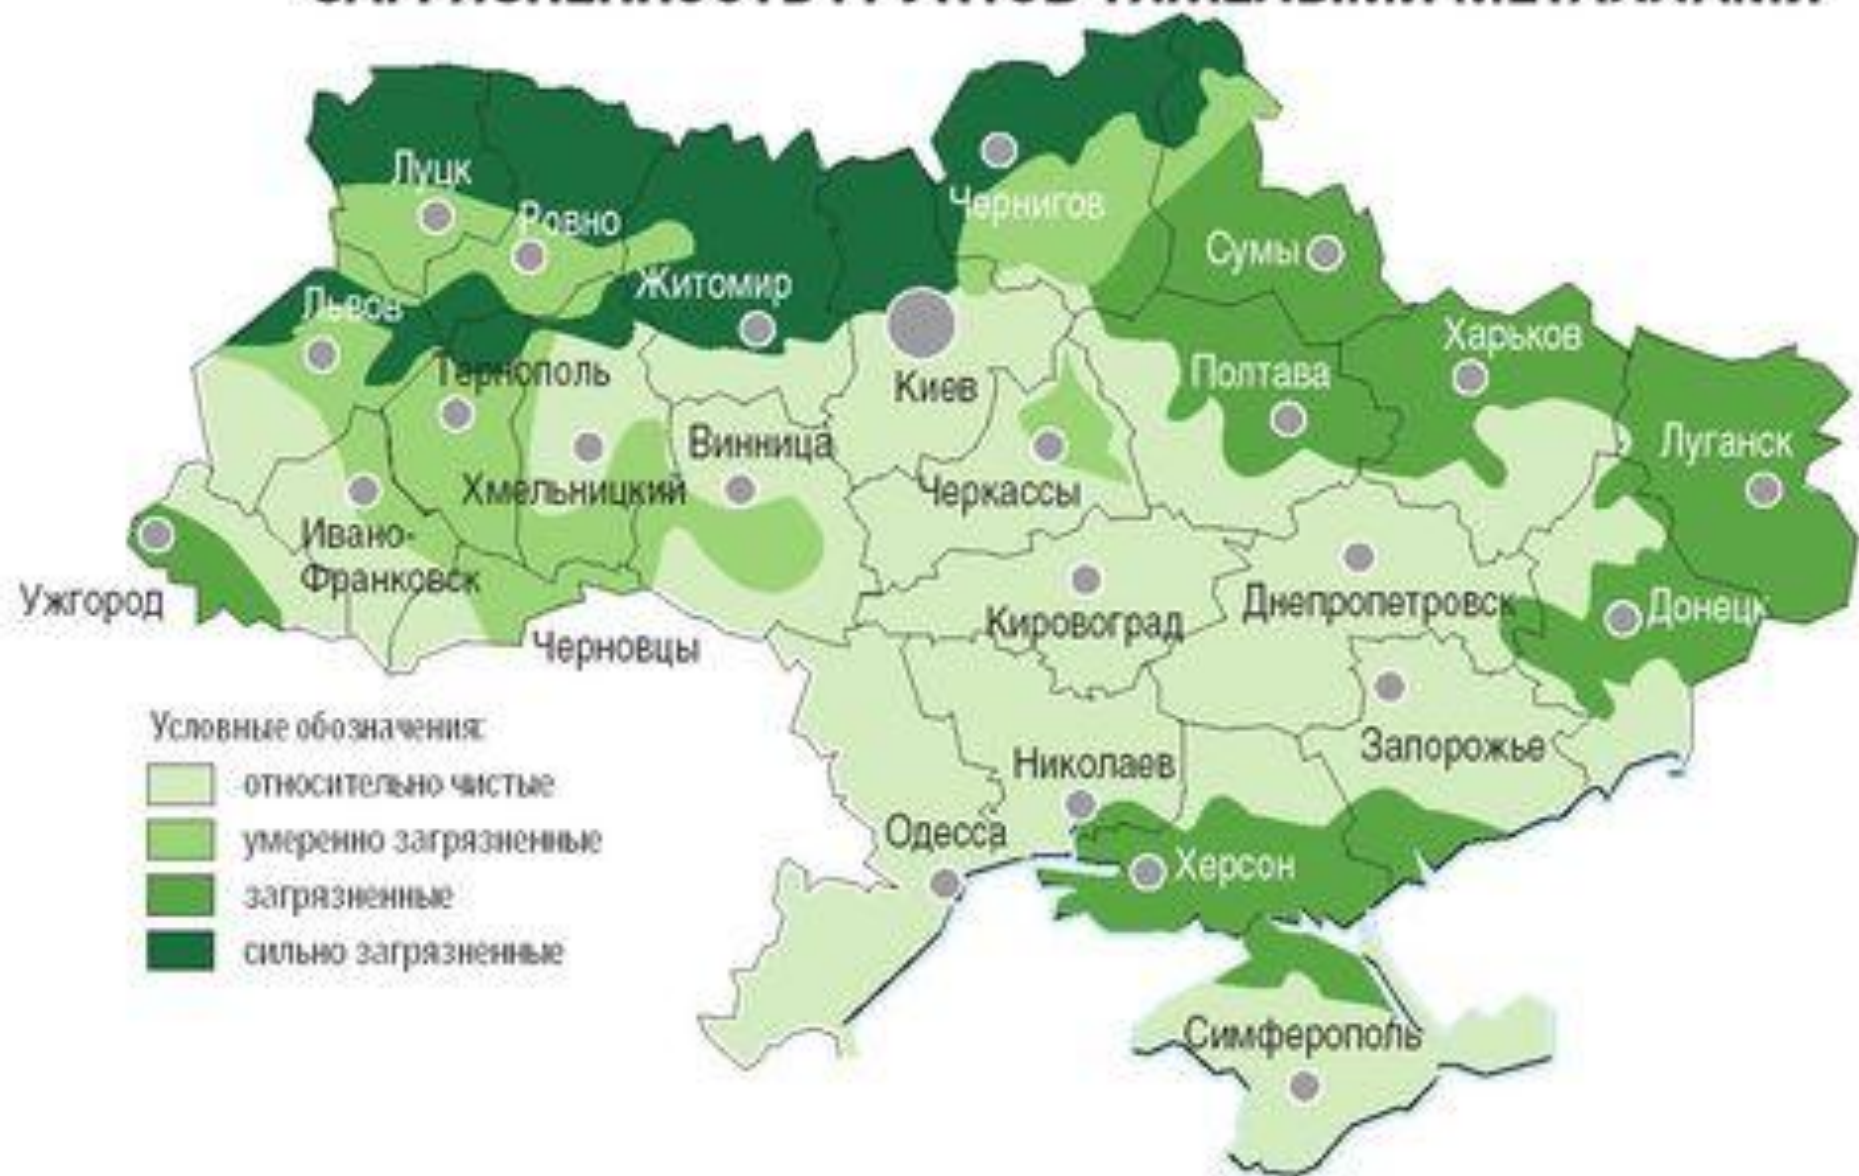 Луцк
Ровно
Чернигов
Сумы
Житомир
Львов
Харьков
Тернополь
Киев
Полтава
Винница
Луганск
Хмельницкий
Черкассы
Ивано-
Франковск
Ужгород
Днепропетровск
Донецк
Кировоград
Черновцы
Запорожье
Николаев
Одесса
Херсон
Симферополь
Условные обозначения:
относительно чистые
умеренно загрязненные
загрязненные
сильно загрязненные